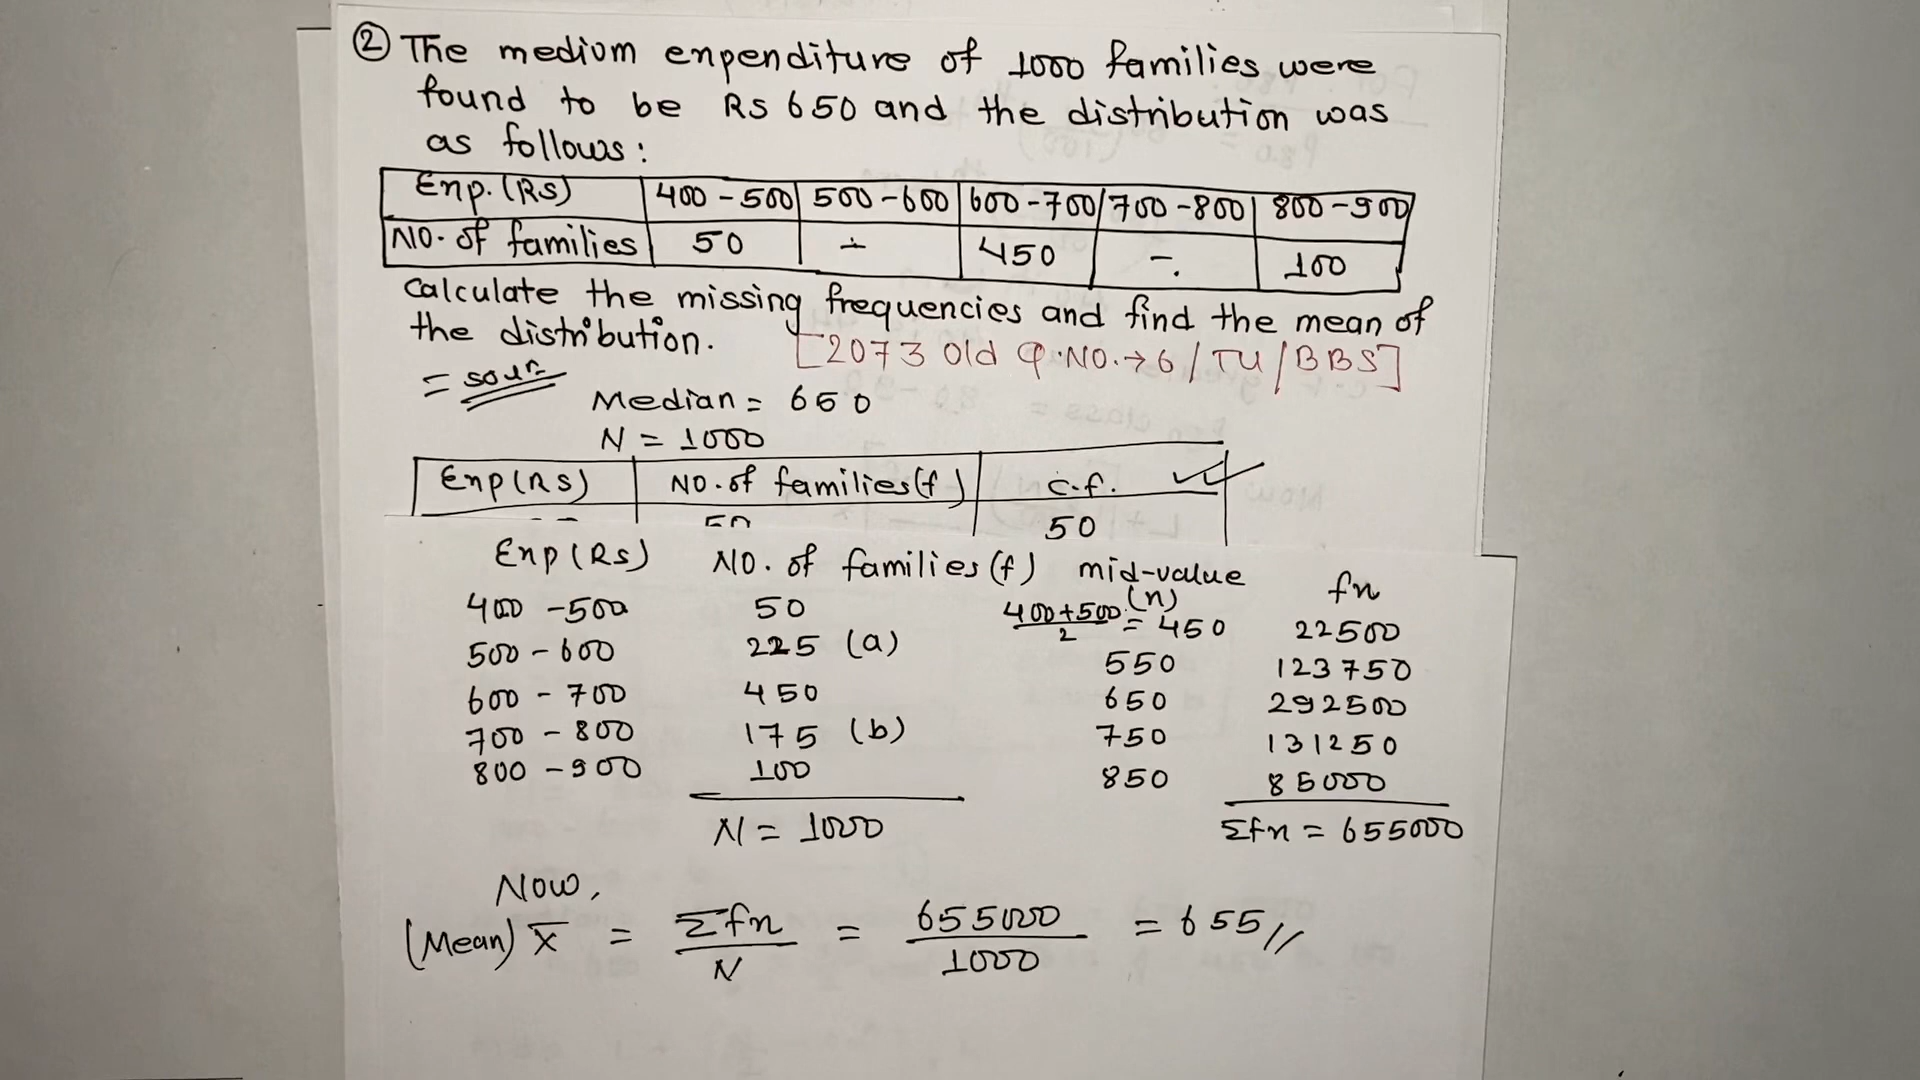 ② The mediom enpenditure of 1000 families were
found to be RS 650 and the distribution was
as follows:
Enp. (RS) 400-500 500-600 600-700 700-800 800-900
NO. of families 50 - 450 -. 100
calculate the missing frequencies and find the mean of
the distribution. [2073 Old Q.NO.→6/TU/BBS]
= soln
Median = 650
N = 1000
Enp(RS) NO. of families(f) c.f.
50 50
Enp (RS) NO. of families(f) mid-value (n) fn
400 -500 50 400+500/2 = 450 22500
500 - 600 225 (a) 550 123750
600 - 700 450 650 292500
700 - 800 175 (b) 750 131250
800 - 900 100 850 85000
N = 1000 Σfn = 655000
Now,
(Mean) X̄ = Σfn/N = 655000/1000 = 655//